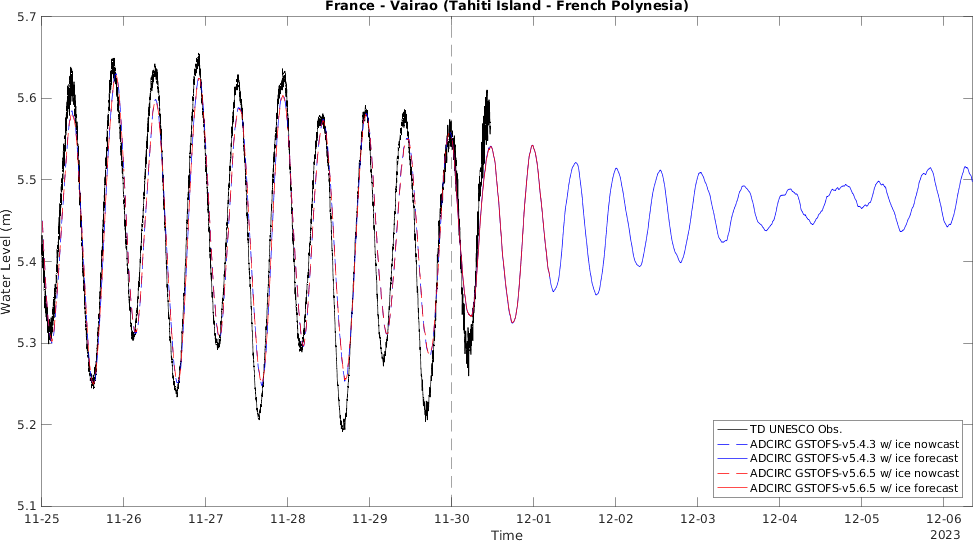 France - Vairao (Tahiti Island - French Polynesia)
5.7
5.6
5.5
5.4
5.3
5.2
5.1
Water Level (m)
11-25 11-26 11-27 11-28 11-29 11-30 12-01 12-02 12-03 12-04 12-05 12-06
2023
Time
TD UNESCO Obs.
ADCIRC GSTOFS-v5.4.3 w/ ice nowcast
ADCIRC GSTOFS-v5.4.3 w/ ice forecast
ADCIRC GSTOFS-v5.6.5 w/ ice nowcast
ADCIRC GSTOFS-v5.6.5 w/ ice forecast